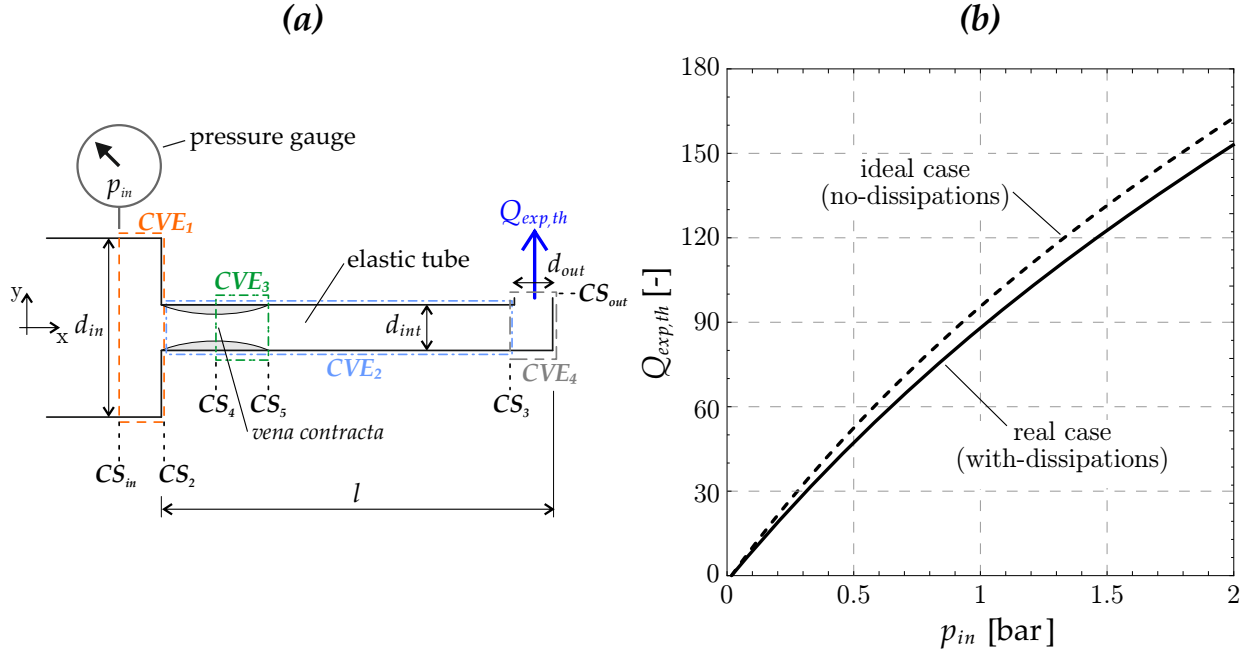 (a)
pressure gauge
p_in
CVE_1
Q_exp,th
elastic tube
d_out
CVE_3
CS_out
y
x
d_in
d_int
CVE_2
CVE_4
CS_4
CS_5
CS_3
vena contracta
CS_in
CS_2
l
(b)
180
150
120
90
60
30
0
Q_exp,th [-]
ideal case
(no-dissipations)
real case
(with-dissipations)
0
0.5
1
1.5
2
p_in [bar]